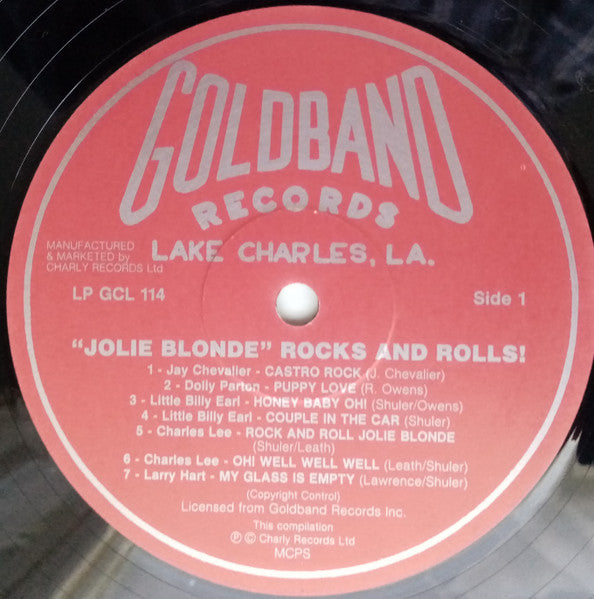 GOLDBAND
RECORDS
LAKE CHARLES, LA.
MANUFACTURED
& MARKETED by
CHARLY RECORDS Ltd
LP GCL 114
Side 1
"JOLIE BLONDE" ROCKS AND ROLLS!
1 - Jay Chevalier - CASTRO ROCK (J. Chevalier)
2 - Dolly Parton - PUPPY LOVE (R. Owens)
3 - Little Billy Earl - HONEY BABY OH! (Shuler/Owens)
4 - Little Billy Earl - COUPLE IN THE CAR (Shuler)
5 - Charles Lee - ROCK AND ROLL JOLIE BLONDE
(Shuler/Leath)
6 - Charles Lee - OH! WELL WELL WELL (Leath/Shuler)
7 - Larry Hart - MY GLASS IS EMPTY (Lawrence/Shuler)
(Copyright Control)
Licensed from Goldband Records Inc.
This compilation
℗ © Charly Records Ltd
MCPS